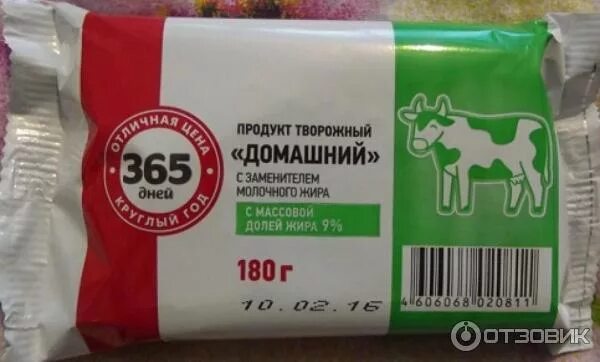 ОТЛИЧНАЯ ЦЕНА
365
дней
КРУГЛЫЙ ГОД
ПРОДУКТ ТВОРОЖНЫЙ
«ДОМАШНИЙ»
С ЗАМЕНИТЕЛЕМ
МОЛОЧНОГО ЖИРА
С МАССОВОЙ
ДОЛЕЙ ЖИРА 9%
180 г
10.02.16
4 606068 020811
ОТЗОВИК